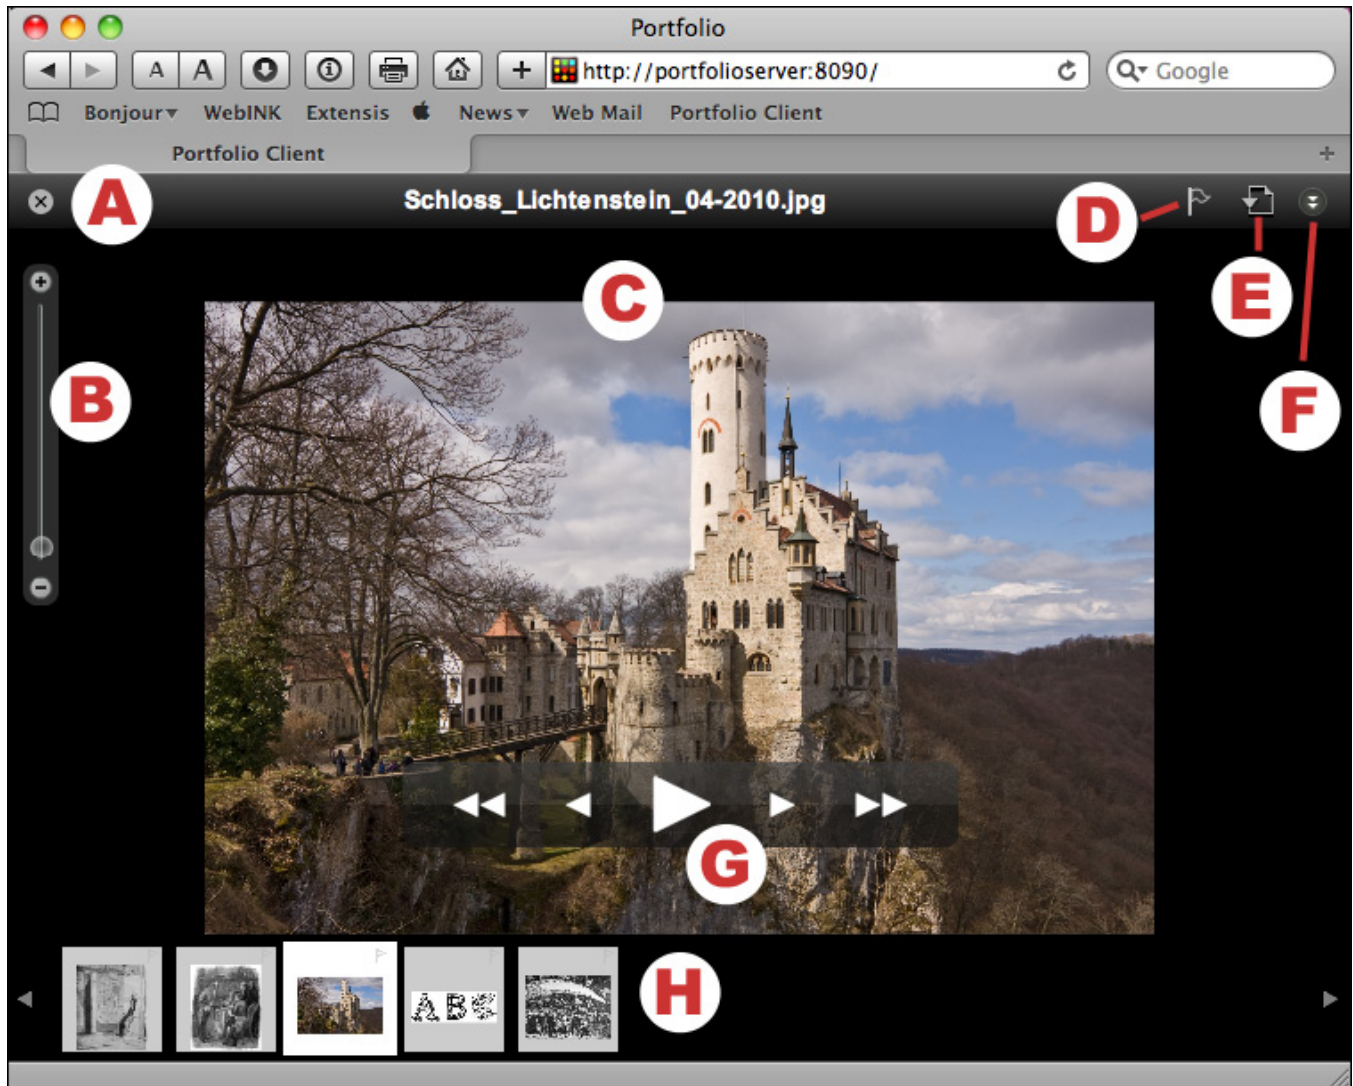 Portfolio
A A http://portfolioserver:8090/ Google
Bonjour WebINK Extensis News Web Mail Portfolio Client
Portfolio Client
A Schloss_Lichtenstein_04-2010.jpg D
E
C
B
F
G
ABC
H